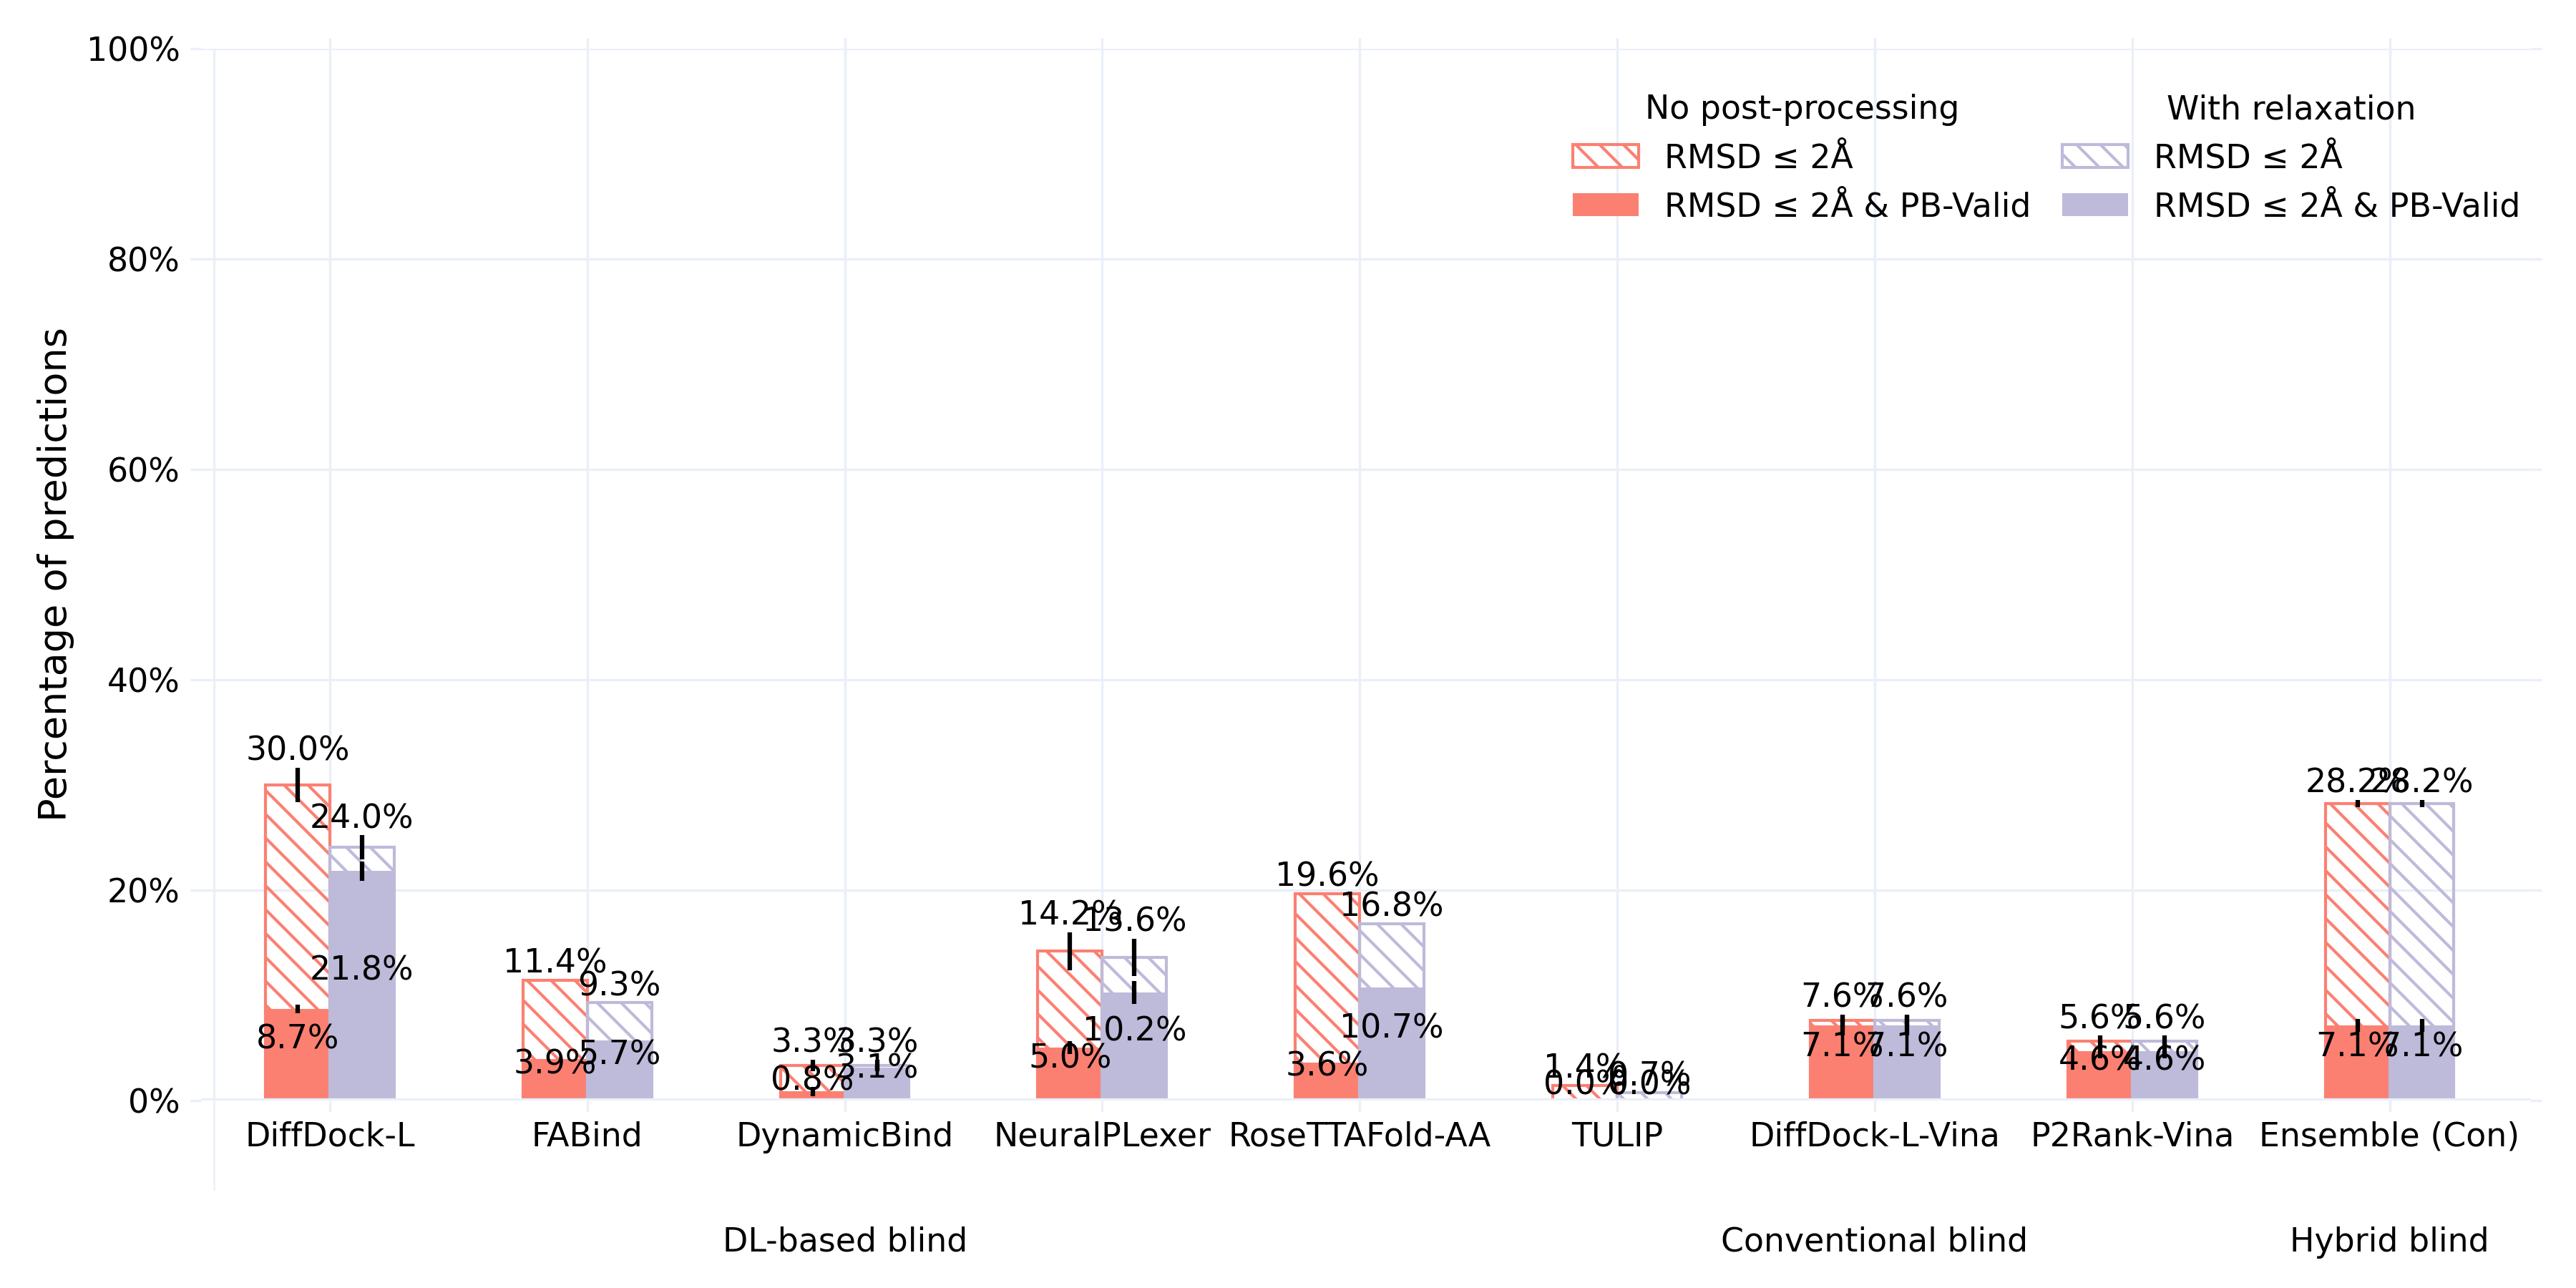 Percentage of predictions
100%
80%
60%
40%
20%
0%
No post-processing
RMSD ≤ 2Å
RMSD ≤ 2Å & PB-Valid
With relaxation
RMSD ≤ 2Å
RMSD ≤ 2Å & PB-Valid
30.0%
24.0%
21.8%
8.7%
11.4%
9.3%
3.9%
5.7%
3.3%
3.3%
0.8%
3.1%
14.2%
13.6%
5.0%
10.2%
19.6%
16.8%
3.6%
10.7%
1.4%
0.7%
0.0%
0.0%
7.6%
7.6%
7.1%
7.1%
5.6%
5.6%
4.6%
4.6%
28.2%
28.2%
7.1%
7.1%
DiffDock-L
FABind
DynamicBind
NeuralPLexer
RoseTTAFold-AA
TULIP
DiffDock-L-Vina
P2Rank-Vina
Ensemble (Con)
DL-based blind
Conventional blind
Hybrid blind